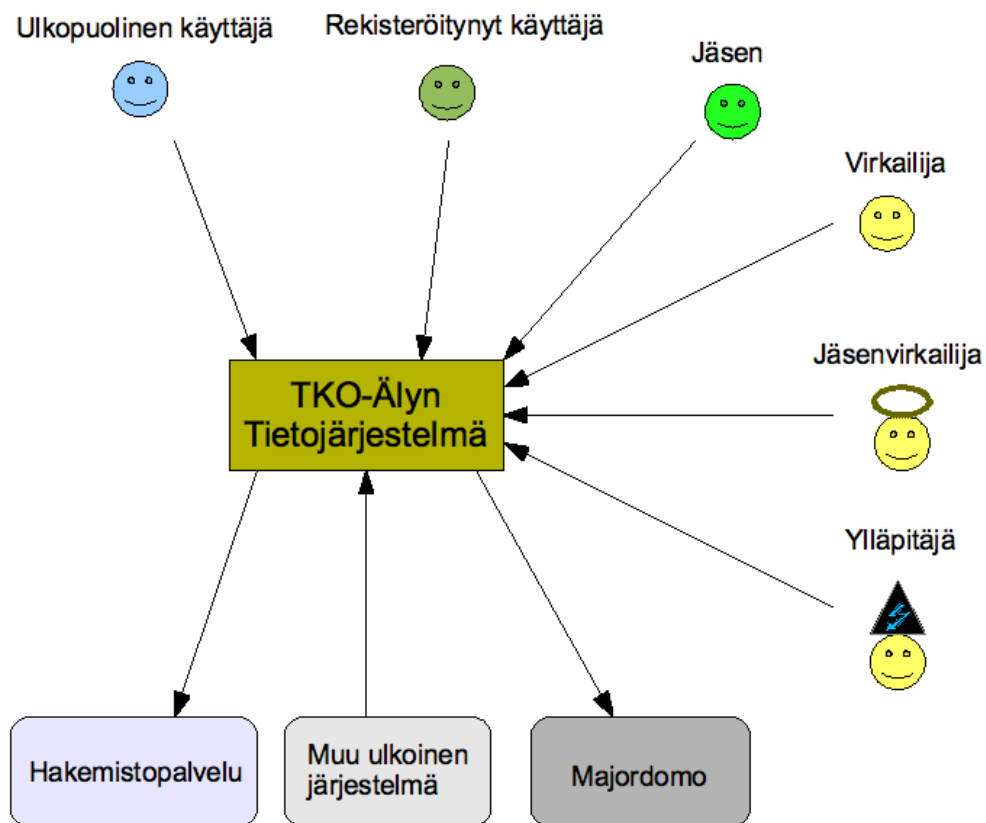 Ulkopuolinen käyttäjä
Rekisteröitynyt käyttäjä
Jäsen
Virkailija
Jäsenvirkailija
Ylläpitäjä
TKO-Älyn
Tietojärjestelmä
Hakemistopalvelu
Muu ulkoinen
järjestelmä
Majordomo